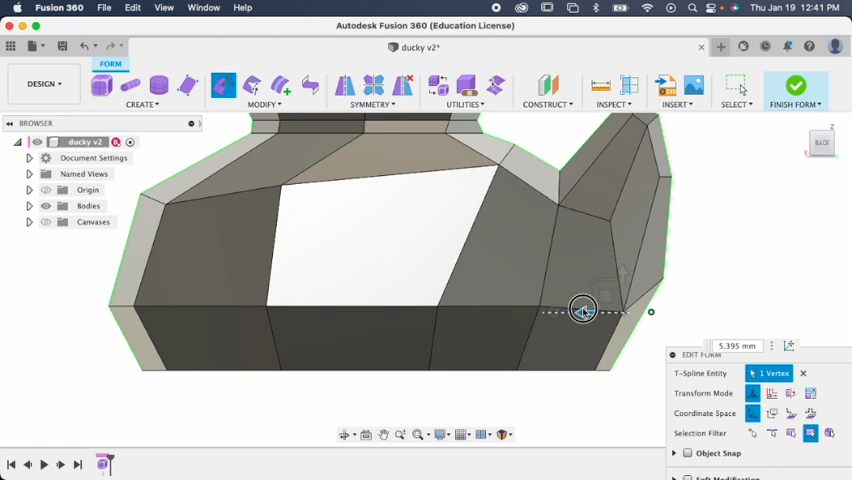 Fusion 360 File Edit View Window Help Thu Jan 19 12:41 PM
Autodesk Fusion 360 (Education License)
ducky v2*
FORM
DESIGN
CREATE MODIFY SYMMETRY UTILITIES CONSTRUCT INSPECT INSERT SELECT FINISH FORM
BROWSER
ducky v2
Document Settings
Named Views
Origin
Bodies
Canvases
BACK
Z
5.395 mm
EDIT FORM
T-Spline Entity 1 Vertex
Transform Mode
Coordinate Space
Selection Filter
Object Snap
Soft Modification